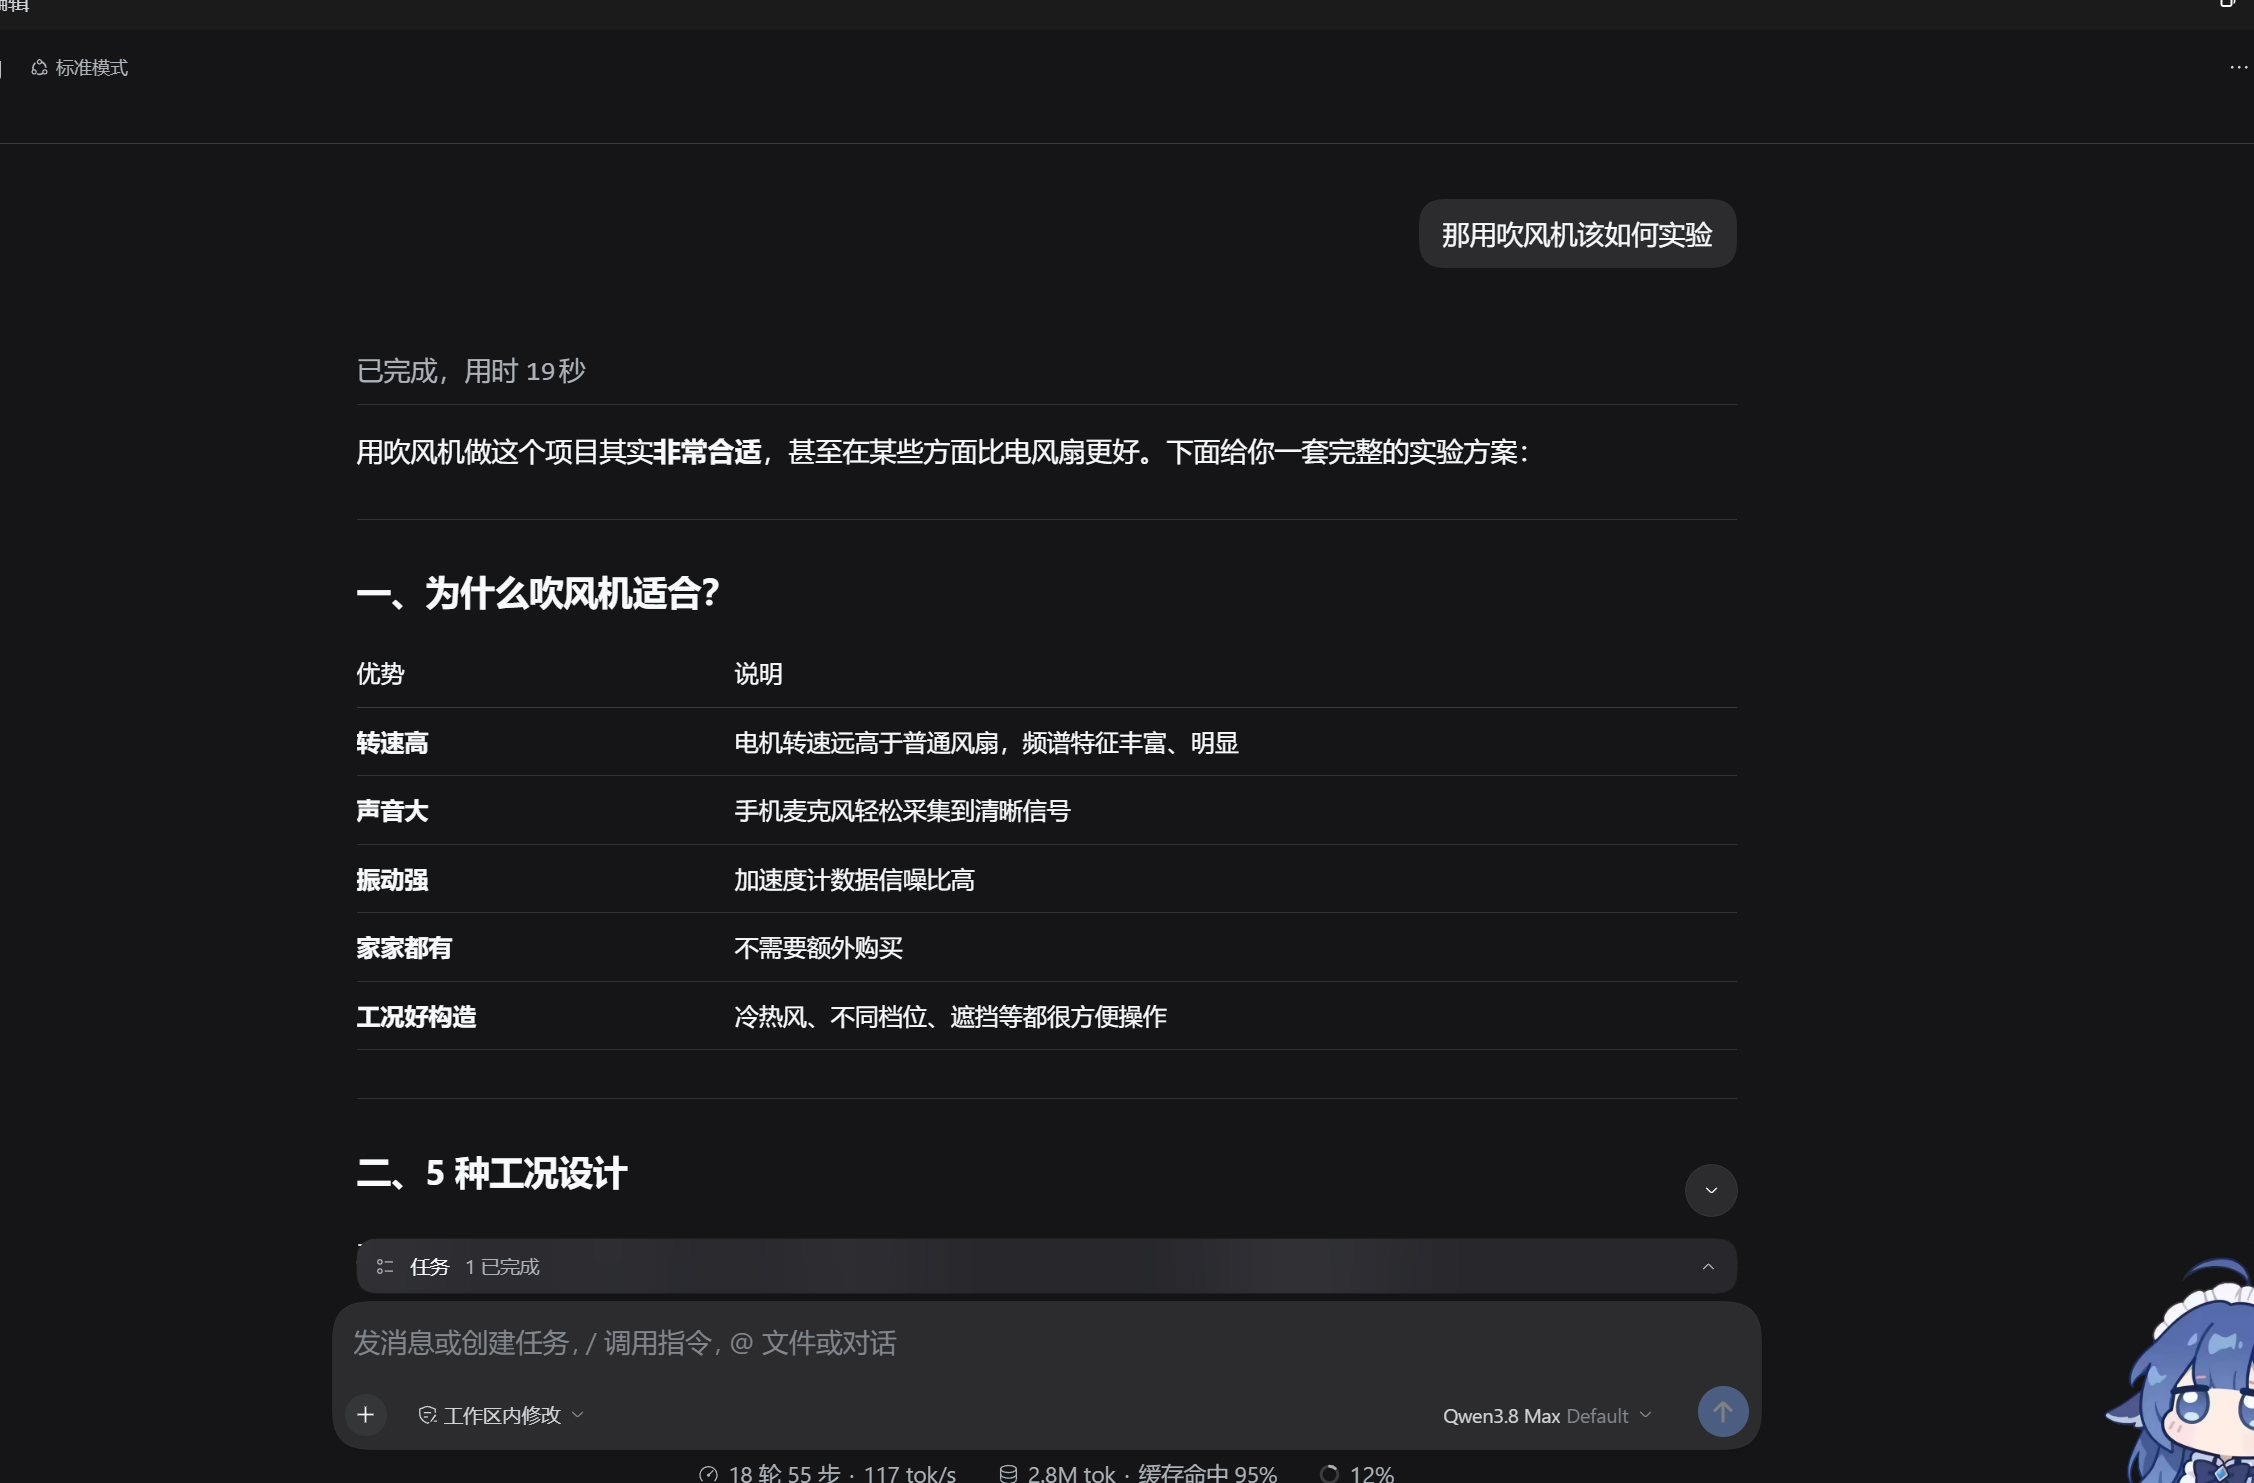 编辑
标准模式
那用吹风机该如何实验
已完成，用时 19秒
用吹风机做这个项目其实非常合适，甚至在某些方面比电风扇更好。下面给你一套完整的实验方案：
一、为什么吹风机适合？
优势 说明
转速高 电机转速远高于普通风扇，频谱特征丰富、明显
声音大 手机麦克风轻松采集到清晰信号
振动强 加速度计数据信噪比高
家家都有 不需要额外购买
工况好构造 冷热风、不同档位、遮挡等都很方便操作
二、5 种工况设计
任务 1 已完成
发消息或创建任务, / 调用指令, @ 文件或对话
工作区内修改 Qwen3.8 Max Default
18 轮 55 步 · 117 tok/s 2.8M tok · 缓存命中 95% 12%